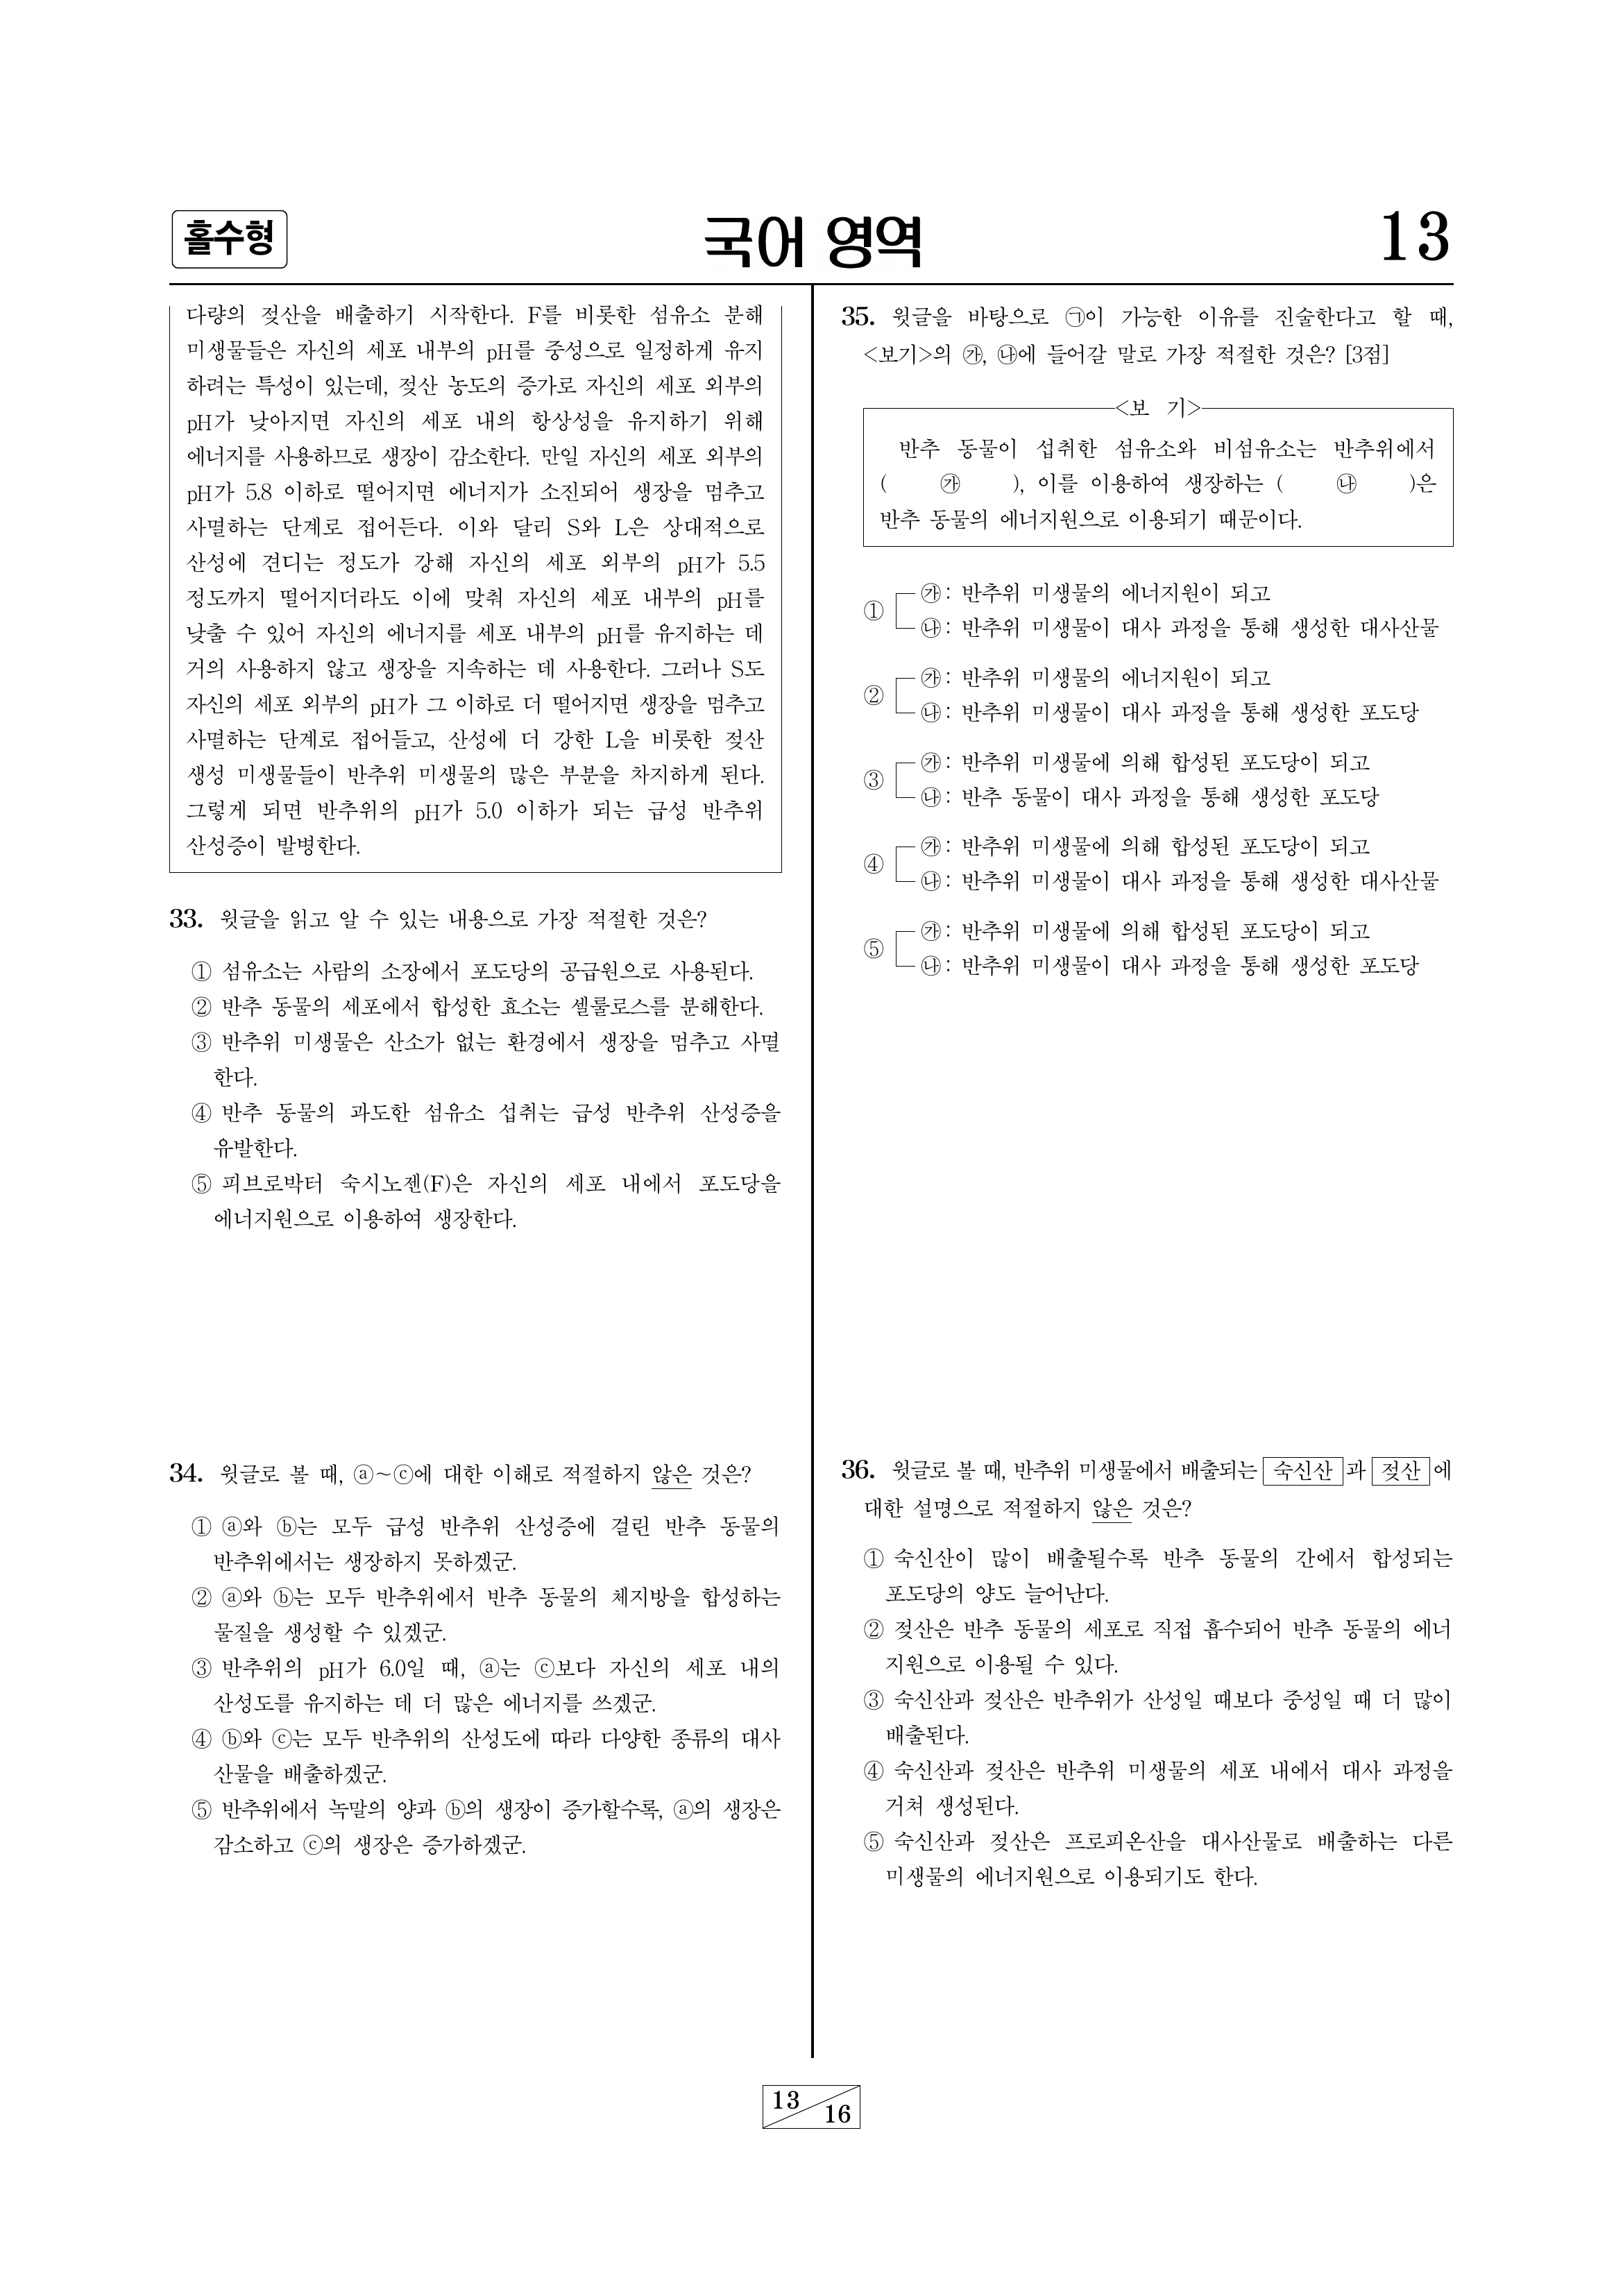 홀수형
국어 영역
13
다량의 젖산을 배출하기 시작한다. F를 비롯한 섬유소 분해
미생물들은 자신의 세포 내부의 pH를 중성으로 일정하게 유지
하려는 특성이 있는데, 젖산 농도의 증가로 자신의 세포 외부의
pH가 낮아지면 자신의 세포 내의 항상성을 유지하기 위해
에너지를 사용하므로 생장이 감소한다. 만일 자신의 세포 외부의
pH가 5.8 이하로 떨어지면 에너지가 소진되어 생장을 멈추고
사멸하는 단계로 접어든다. 이와 달리 S와 L은 상대적으로
산성에 견디는 정도가 강해 자신의 세포 외부의 pH가 5.5
정도까지 떨어지더라도 이에 맞춰 자신의 세포 내부의 pH를
낮출 수 있어 자신의 에너지를 세포 내부의 pH를 유지하는 데
거의 사용하지 않고 생장을 지속하는 데 사용한다. 그러나 S도
자신의 세포 외부의 pH가 그 이하로 더 떨어지면 생장을 멈추고
사멸하는 단계로 접어들고, 산성에 더 강한 L을 비롯한 젖산
생성 미생물들이 반추위 미생물의 많은 부분을 차지하게 된다.
그렇게 되면 반추위의 pH가 5.0 이하가 되는 급성 반추위
산성증이 발병한다.
33. 윗글을 읽고 알 수 있는 내용으로 가장 적절한 것은?
① 섬유소는 사람의 소장에서 포도당의 공급원으로 사용된다.
② 반추 동물의 세포에서 합성한 효소는 셀룰로스를 분해한다.
③ 반추위 미생물은 산소가 없는 환경에서 생장을 멈추고 사멸
한다.
④ 반추 동물의 과도한 섬유소 섭취는 급성 반추위 산성증을
유발한다.
⑤ 피브로박터 숙시노젠(F)은 자신의 세포 내에서 포도당을
에너지원으로 이용하여 생장한다.
34. 윗글로 볼 때, ⓐ~ⓒ에 대한 이해로 적절하지 않은 것은?
① ⓐ와 ⓑ는 모두 급성 반추위 산성증에 걸린 반추 동물의
반추위에서는 생장하지 못하겠군.
② ⓐ와 ⓑ는 모두 반추위에서 반추 동물의 체지방을 합성하는
물질을 생성할 수 있겠군.
③ 반추위의 pH가 6.0일 때, ⓐ는 ⓒ보다 자신의 세포 내의
산성도를 유지하는 데 더 많은 에너지를 쓰겠군.
④ ⓑ와 ⓒ는 모두 반추위의 산성도에 따라 다양한 종류의 대사
산물을 배출하겠군.
⑤ 반추위에서 녹말의 양과 ⓑ의 생장이 증가할수록, ⓐ의 생장은
감소하고 ⓒ의 생장은 증가하겠군.
35. 윗글을 바탕으로 ㉠이 가능한 이유를 진술한다고 할 때,
<보기>의 ㉮, ㉯에 들어갈 말로 가장 적절한 것은? [3점]
<보 기>
반추 동물이 섭취한 섬유소와 비섬유소는 반추위에서
( ㉮ ), 이를 이용하여 생장하는 ( ㉯ )은
반추 동물의 에너지원으로 이용되기 때문이다.
① ㉮: 반추위 미생물의 에너지원이 되고
㉯: 반추위 미생물이 대사 과정을 통해 생성한 대사산물
② ㉮: 반추위 미생물의 에너지원이 되고
㉯: 반추위 미생물이 대사 과정을 통해 생성한 포도당
③ ㉮: 반추위 미생물에 의해 합성된 포도당이 되고
㉯: 반추 동물이 대사 과정을 통해 생성한 포도당
④ ㉮: 반추위 미생물에 의해 합성된 포도당이 되고
㉯: 반추위 미생물이 대사 과정을 통해 생성한 대사산물
⑤ ㉮: 반추위 미생물에 의해 합성된 포도당이 되고
㉯: 반추위 미생물이 대사 과정을 통해 생성한 포도당
36. 윗글로 볼 때, 반추위 미생물에서 배출되는 숙신산 과 젖산 에
대한 설명으로 적절하지 않은 것은?
① 숙신산이 많이 배출될수록 반추 동물의 간에서 합성되는
포도당의 양도 늘어난다.
② 젖산은 반추 동물의 세포로 직접 흡수되어 반추 동물의 에너
지원으로 이용될 수 있다.
③ 숙신산과 젖산은 반추위가 산성일 때보다 중성일 때 더 많이
배출된다.
④ 숙신산과 젖산은 반추위 미생물의 세포 내에서 대사 과정을
거쳐 생성된다.
⑤ 숙신산과 젖산은 프로피온산을 대사산물로 배출하는 다른
미생물의 에너지원으로 이용되기도 한다.
13
16